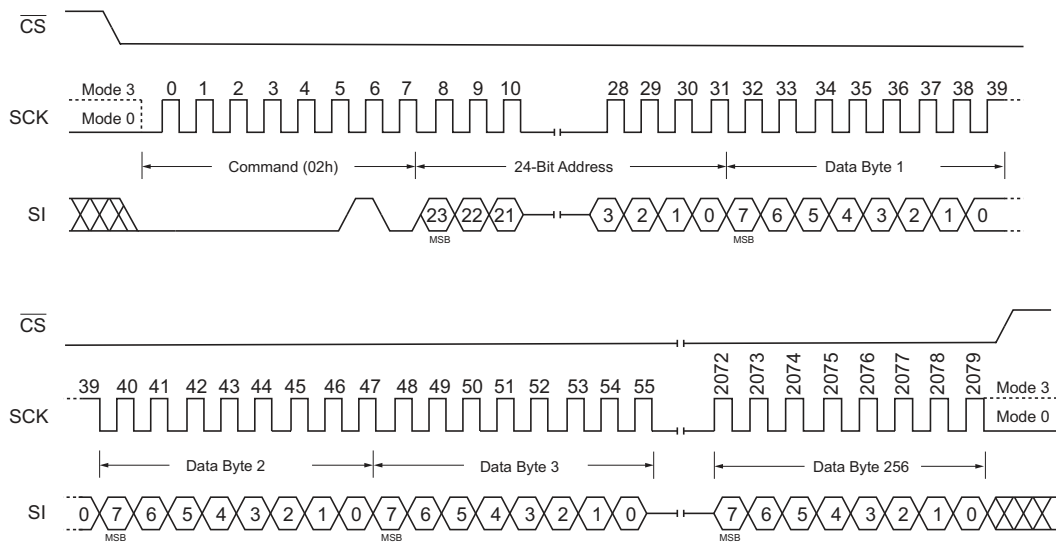 CS
Mode 3
0 1 2 3 4 5 6 7 8 9 10 28 29 30 31 32 33 34 35 36 37 38 39
SCK
Mode 0
Command (02h) 24-Bit Address Data Byte 1
SI
23 22 21 3 2 1 0 7 6 5 4 3 2 1 0
MSB MSB
CS
39 40 41 42 43 44 45 46 47 48 49 50 51 52 53 54 55 2072 2073 2074 2075 2076 2077 2078 2079
Mode 3
SCK
Mode 0
Data Byte 2 Data Byte 3 Data Byte 256
SI
0 7 6 5 4 3 2 1 0 7 6 5 4 3 2 1 0 7 6 5 4 3 2 1 0
MSB MSB MSB